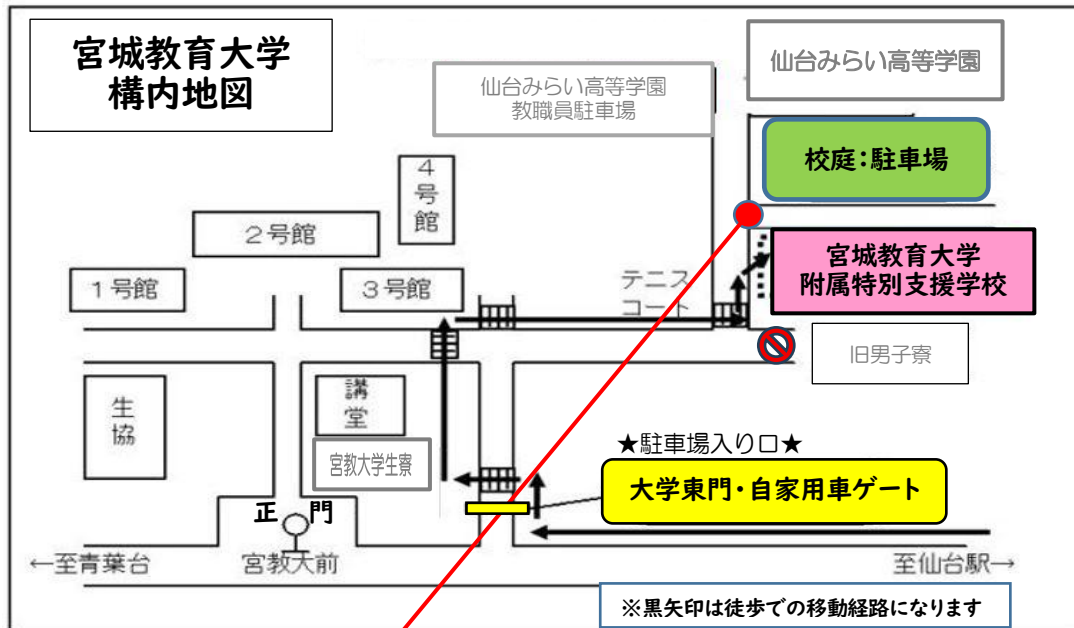 宮城教育大学
構内地図
仙台みらい高等学園
教職員駐車場
仙台みらい高等学園
校庭:駐車場
4号館
2号館
1号館
3号館
テニス
コート
宮城教育大学
附属特別支援学校
旧男子寮
生協
講堂
宮教大学生寮
★駐車場入り口★
大学東門・自家用車ゲート
正門
←至青葉台
宮教大前
至仙台駅→
※黒矢印は徒歩での移動経路になります